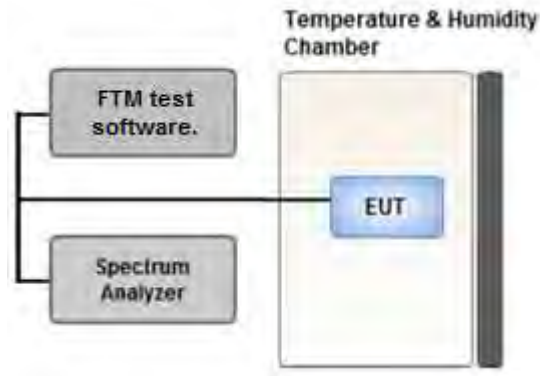 Temperature & Humidity
Chamber
FTM test
software.
EUT
Spectrum
Analyzer